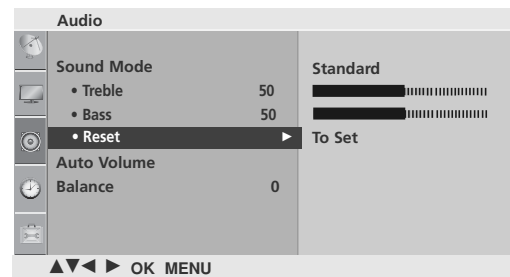 Audio
Sound Mode Standard
• Treble 50
• Bass 50
• Reset ► To Set
Auto Volume
Balance 0
▲▼◄ ► OK MENU